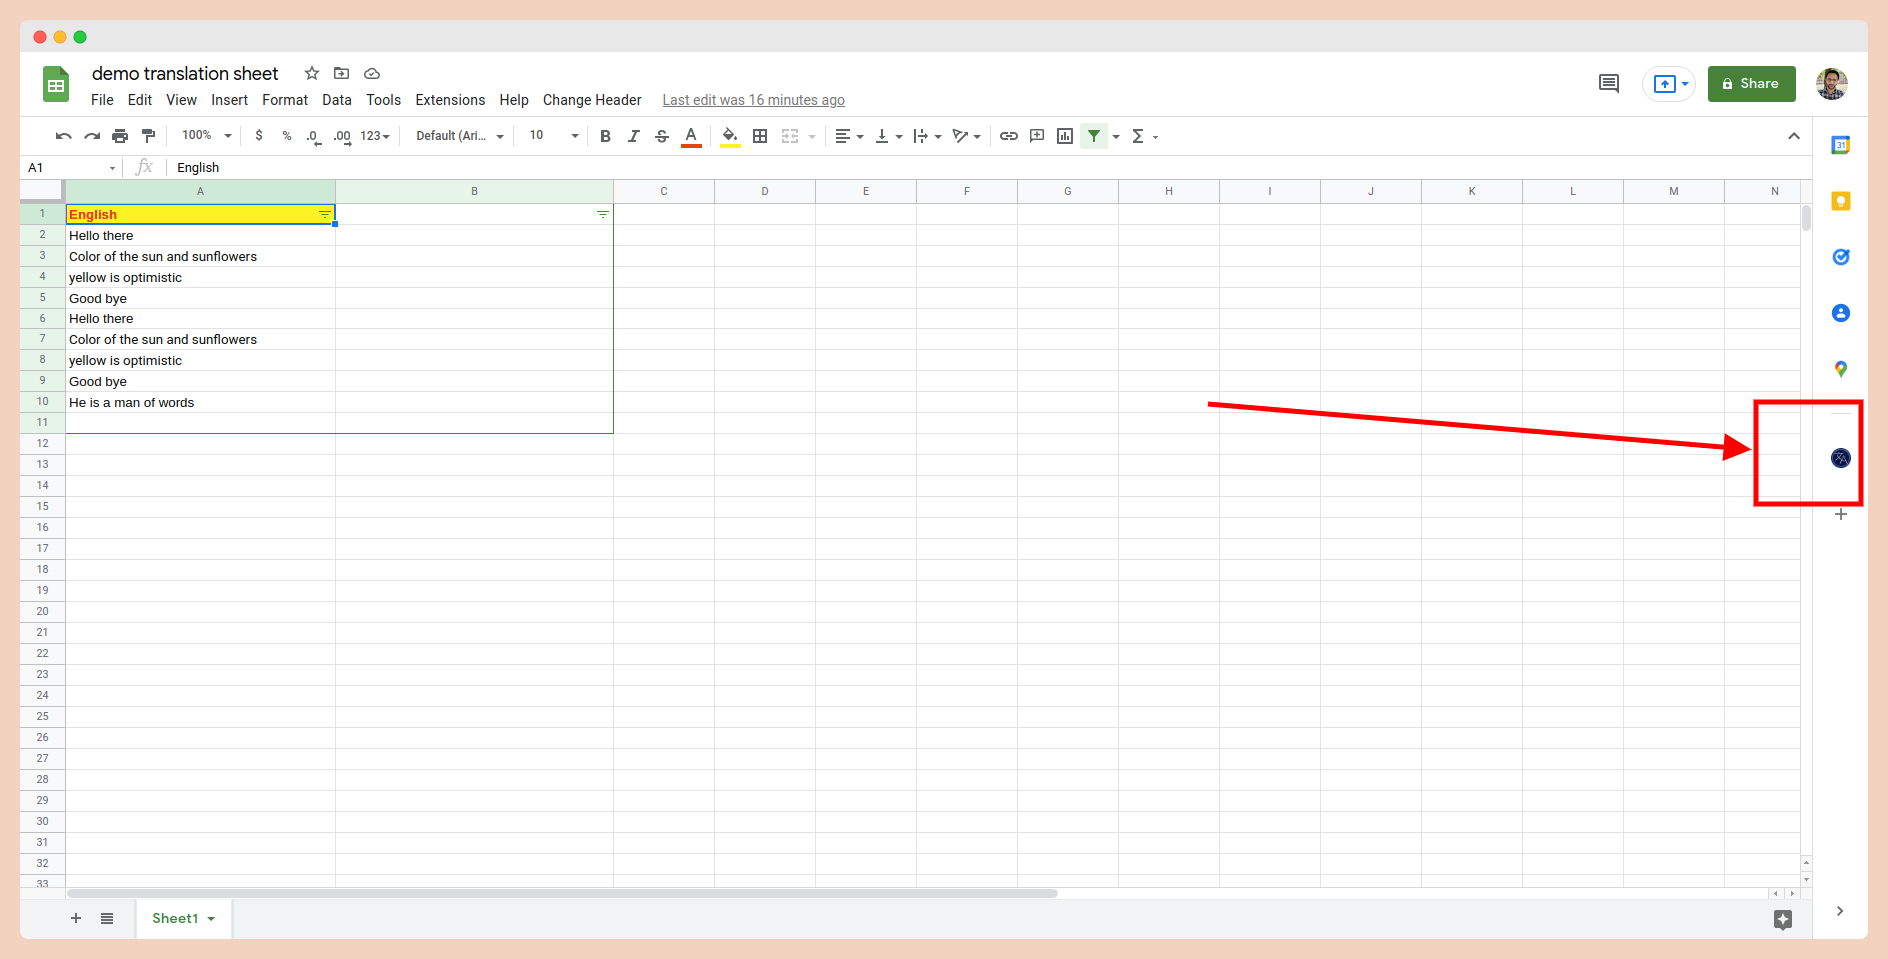 demo translation sheet
File Edit View Insert Format Data Tools Extensions Help Change Header Last edit was 16 minutes ago
Share
100% $ % .0 .00 123 Default (Ari... 10 B I S A Σ
31
A1 fx English
A B C D E F G H I J K L M N
1 English
2 Hello there
3 Color of the sun and sunflowers
4 yellow is optimistic
5 Good bye
6 Hello there
7 Color of the sun and sunflowers
8 yellow is optimistic
9 Good bye
10 He is a man of words
11
12
13
14
15
16
17
18
19
20
21
22
23
24
25
26
27
28
29
30
31
32
33
Sheet1